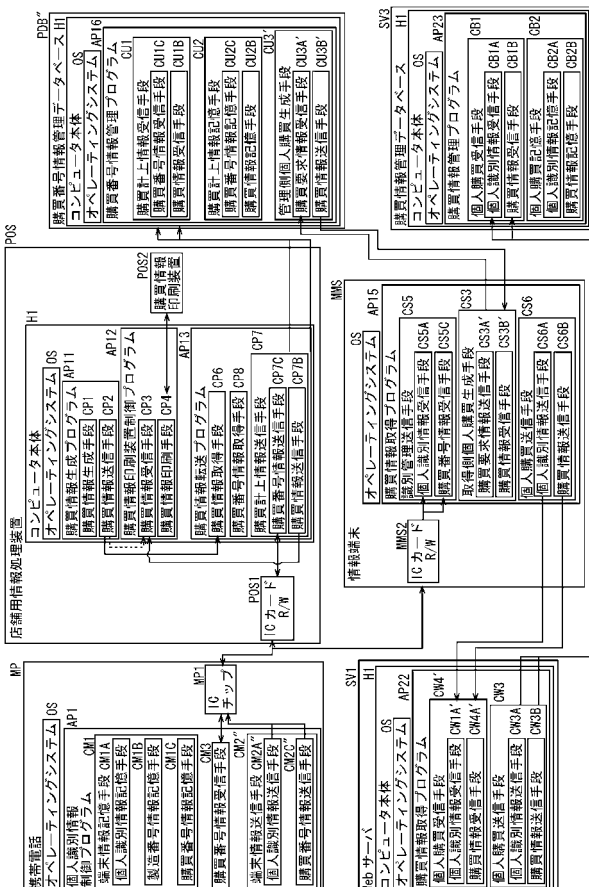 携帯電話
MP
オペレーティングシステム
OS
個人識別情報
制御プログラム
AP1
端末情報記憶手段
CM1
個人識別情報記憶手段
CM1A
製造番号情報記憶手段
CM1B
購買番号情報記憶手段
CM1C
購買番号情報受信手段
CM3
端末情報送信手段
CM2″
個人識別情報送信手段
CM2A″
購買番号情報送信手段
CM2C″
IC
チップ
MP1
店舗用情報処理装置
POS
コンピュータ本体
H1
オペレーティングシステム
OS
購買情報生成プログラム
AP11
購買情報生成手段
CP1
購買情報送信手段
CP2
購買情報印刷装置制御プログラム
AP12
購買情報受信手段
CP3
購買情報印刷手段
CP4
購買情報転送プログラム
AP13
購買情報取得手段
CP6
購買番号情報取得手段
CP8
購買計上情報送信手段
CP7
購買番号情報送信手段
CP7C
購買情報送信手段
CP7B
POS1
ICカード
R/W
POS2
購買情報
印刷装置
PDB″
購買番号情報管理データベース
H1
コンピュータ本体
オペレーティングシステム
OS
購買番号情報管理プログラム
AP16
購買計上情報受信手段
CU1
購買番号情報受信手段
CU1C
購買情報受信手段
CU1B
購買計上情報記憶手段
CU2
購買番号情報記憶手段
CU2C
購買情報記憶手段
CU2B
管理側個人購買生成手段
CU3′
購買要求情報受信手段
CU3A′
購買情報送信手段
CU3B′
Webサーバ
SV1
コンピュータ本体
H1
オペレーティングシステム
OS
購買情報取得プログラム
AP22
個人購買受信手段
CW4′
個人識別情報受信手段
CW1A′
購買情報受信手段
CW4A′
個人購買送信手段
CW3
個人識別情報送信手段
CW3A
購買情報送信手段
CW3B
情報端末
MMS
MMS2
ICカード
R/W
オペレーティングシステム
OS
購買情報取得プログラム
AP15
識別管理送信手段
CS5
個人識別情報受信手段
CS5A
購買番号情報受信手段
CS5C
取得側個人購買生成手段
CS3
購買要求情報送信手段
CS3A′
購買情報受信手段
CS3B′
個人購買送信手段
CS6
個人識別情報送信手段
CS6A
購買情報送信手段
CS6B
SV3
購買情報管理データベース
H1
コンピュータ本体
オペレーティングシステム
OS
購買情報管理プログラム
AP23
個人購買受信手段
CB1
個人識別情報受信手段
CB1A
購買情報受信手段
CB1B
個人購買記憶手段
CB2
個人識別情報記憶手段
CB2A
購買情報記憶手段
CB2B